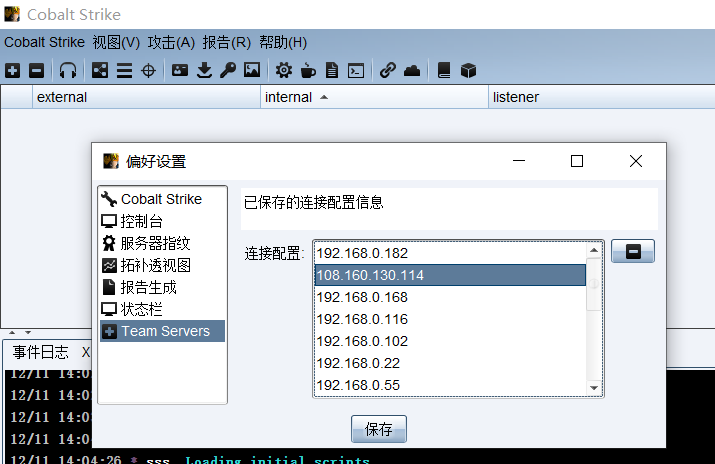 Cobalt Strike
Cobalt Strike 视图(V) 攻击(A) 报告(R) 帮助(H)
external internal listener
偏好设置
Cobalt Strike
控制台
服务器指纹
拓补透视图
报告生成
状态栏
Team Servers
已保存的连接配置信息
连接配置:
192.168.0.182
108.160.130.114
192.168.0.168
192.168.0.116
192.168.0.102
192.168.0.22
192.168.0.55
保存
事件日志 X
12/11 14:0
12/11 14:0
12/11 14:0
12/11 14:0
12/11 14:04:26 * sss Loading initial scripts